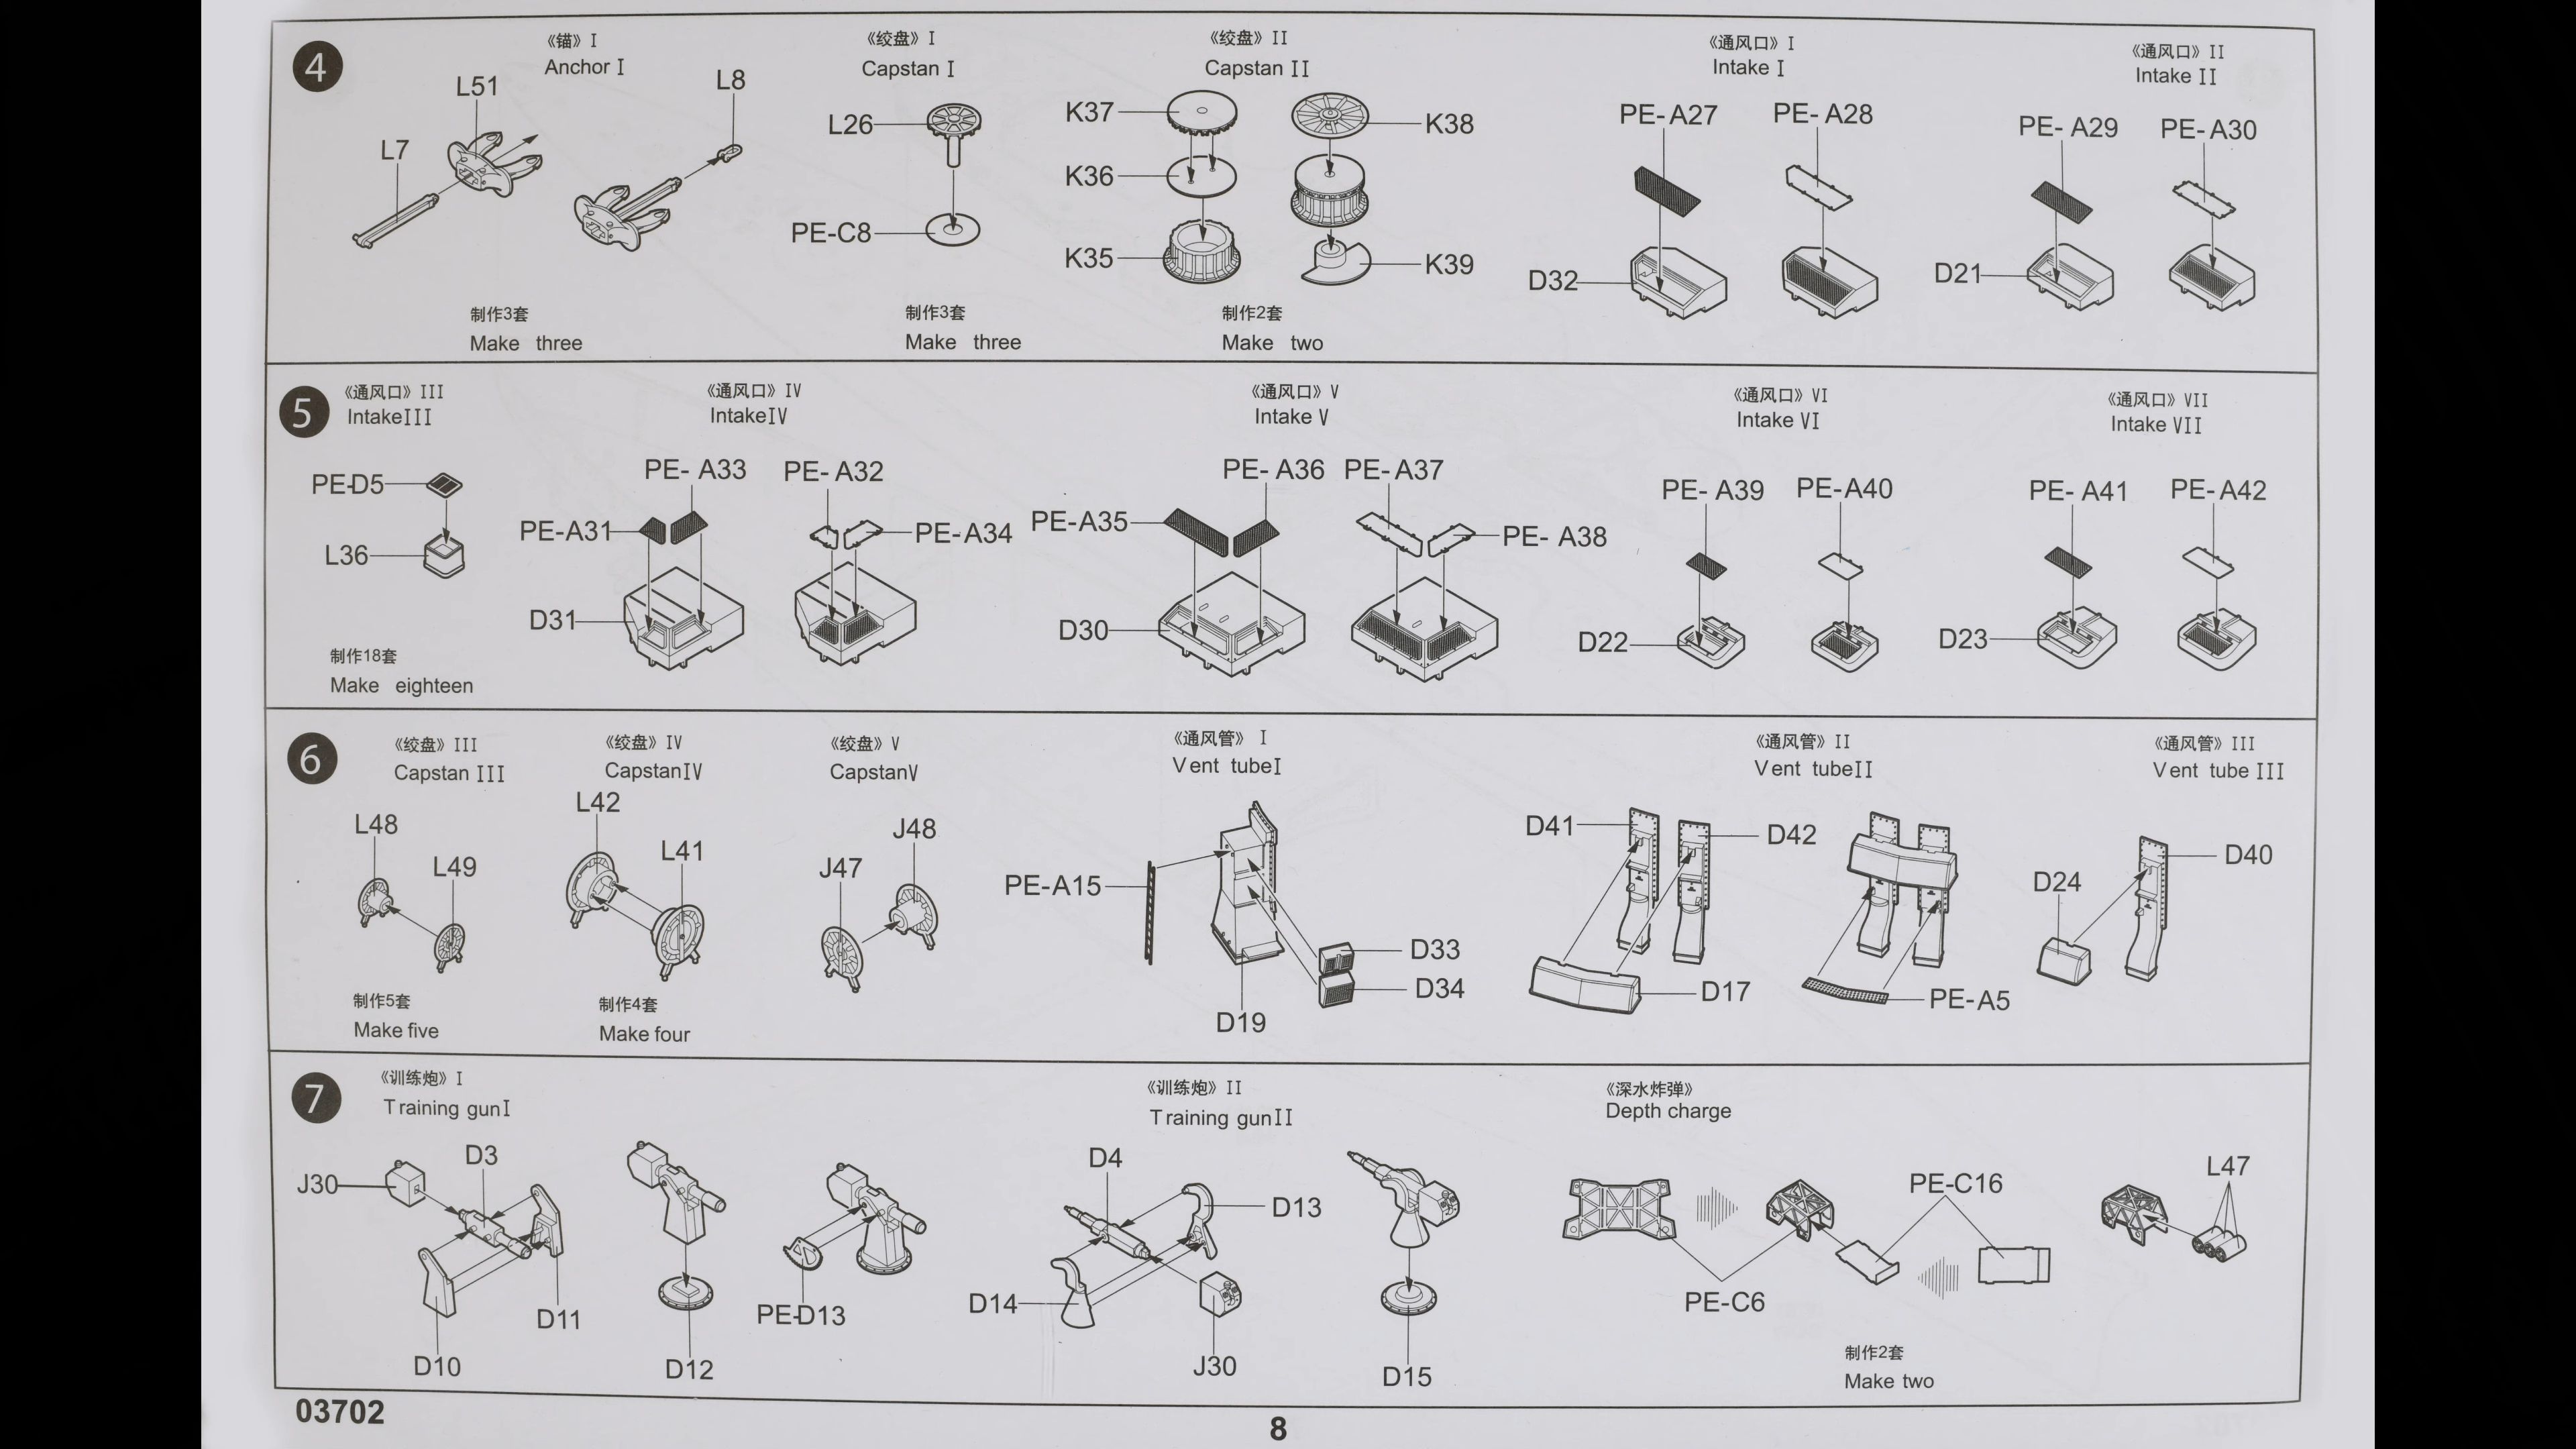 4
《锚》I
Anchor I
L51
L8
L7
制作3套
Make three
《绞盘》I
Capstan I
L26
PE-C8
制作3套
Make three
《绞盘》II
Capstan II
K37
K38
K36
K35
K39
制作2套
Make two
《通风口》I
Intake I
PE- A27
PE- A28
D32
《通风口》II
Intake II
PE- A29
PE- A30
D21
5
《通风口》III
IntakeIII
PE-D5
L36
制作18套
Make eighteen
《通风口》IV
IntakeIV
PE- A33
PE- A32
PE-A31
PE-A34
D31
《通风口》V
Intake V
PE- A36
PE- A37
PE-A35
PE- A38
D30
《通风口》VI
Intake VI
PE- A39
PE-A40
D22
《通风口》VII
Intake VII
PE- A41
PE- A42
D23
6
《绞盘》III
Capstan III
L48
L49
制作5套
Make five
《绞盘》IV
CapstanIV
L42
L41
制作4套
Make four
《绞盘》V
CapstanV
J48
J47
《通风管》 I
Vent tubeI
PE-A15
D33
D34
D19
《通风管》II
Vent tubeII
D41
D42
D17
PE-A5
《通风管》III
Vent tube III
D40
D24
7
《训练炮》I
Training gunI
D3
J30
D11
D10
D12
PE-D13
《训练炮》II
Training gunII
D4
D13
D14
J30
D15
《深水炸弹》
Depth charge
PE-C16
L47
PE-C6
制作2套
Make two
03702
8